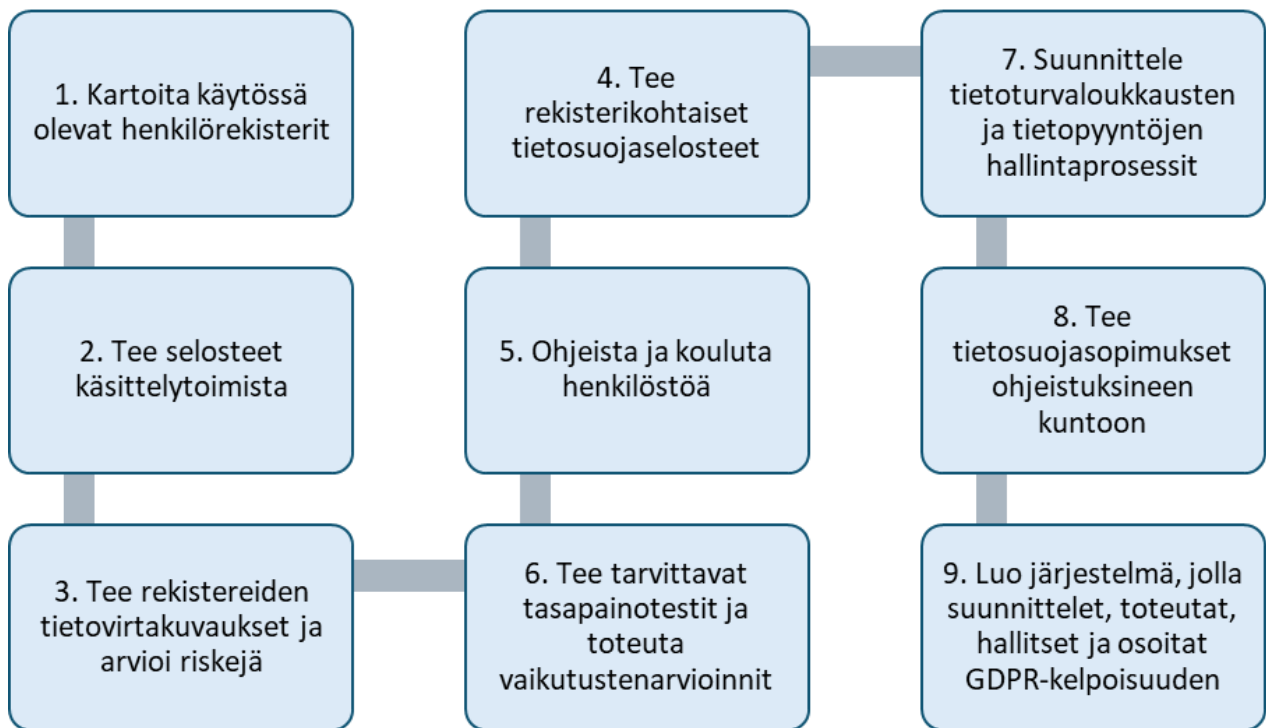 1. Kartoita käytössä
olevat henkilörekisterit
2. Tee selosteet
käsittelytoimista
3. Tee rekistereiden
tietovirtakuvaukset ja
arvioi riskejä
4. Tee
rekisterikohtaiset
tietosuojaselosteet
5. Ohjeista ja kouluta
henkilöstöä
6. Tee tarvittavat
tasapainotestit ja
toteuta
vaikutustenarvioinnit
7. Suunnittele
tietoturvaloukkausten
ja tietopyyntöjen
hallintaprosessit
8. Tee
tietosuojasopimukset
ohjeistuksineen
kuntoon
9. Luo järjestelmä, jolla
suunnittelet, toteutat,
hallitset ja osoitat
GDPR-kelpoisuuden